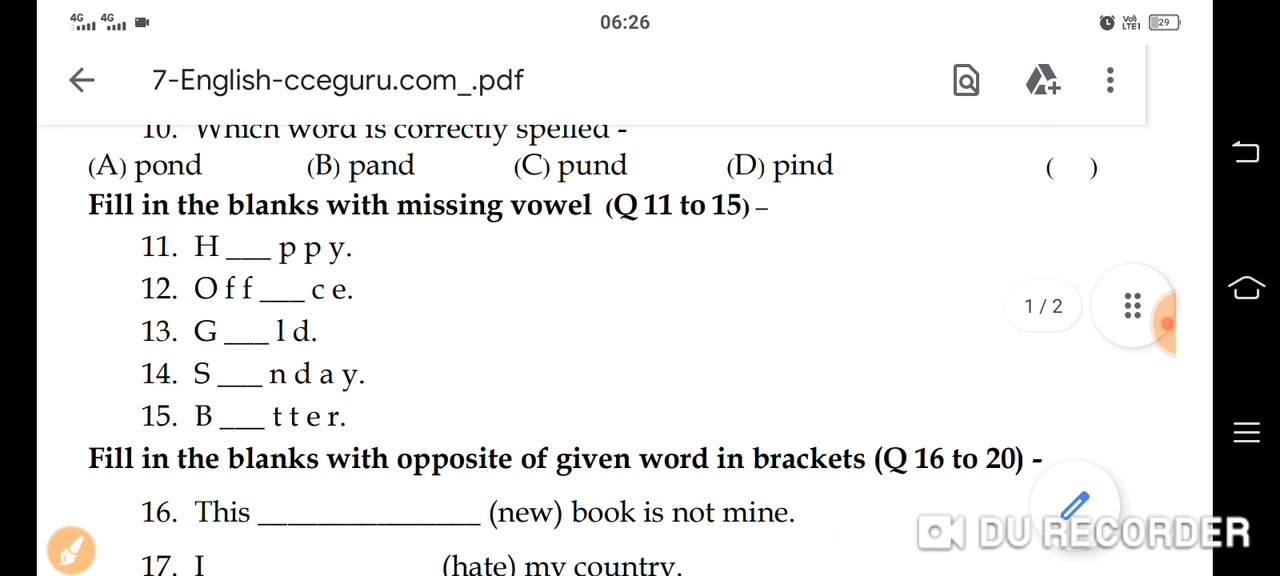 4G 4G 06:26 Vol) LTE1 29
7-English-cceguru.com_.pdf
10. Which word is correctly spelled -
(A) pond (B) pand (C) pund (D) pind ( )
Fill in the blanks with missing vowel (Q 11 to 15) –
11. H ___ p p y.
12. O f f ___ c e.
1 / 2
13. G ___ l d.
14. S ___ n d a y.
15. B ___ t t e r.
Fill in the blanks with opposite of given word in brackets (Q 16 to 20) -
16. This _______________ (new) book is not mine.
DU RECORDER
17. I (hate) my country.